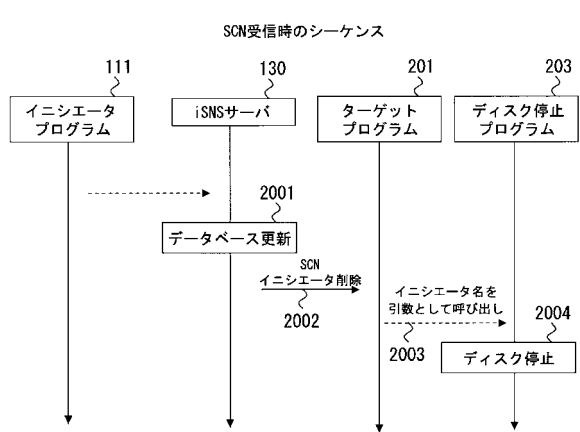 SCN受信時のシーケンス
111
130
201
203
イニシエータ
プログラム
iSNSサーバ
ターゲット
プログラム
ディスク停止
プログラム
2001
データベース更新
SCN
イニシエータ削除
2002
イニシエータ名を
引数として呼び出し
2003
2004
ディスク停止